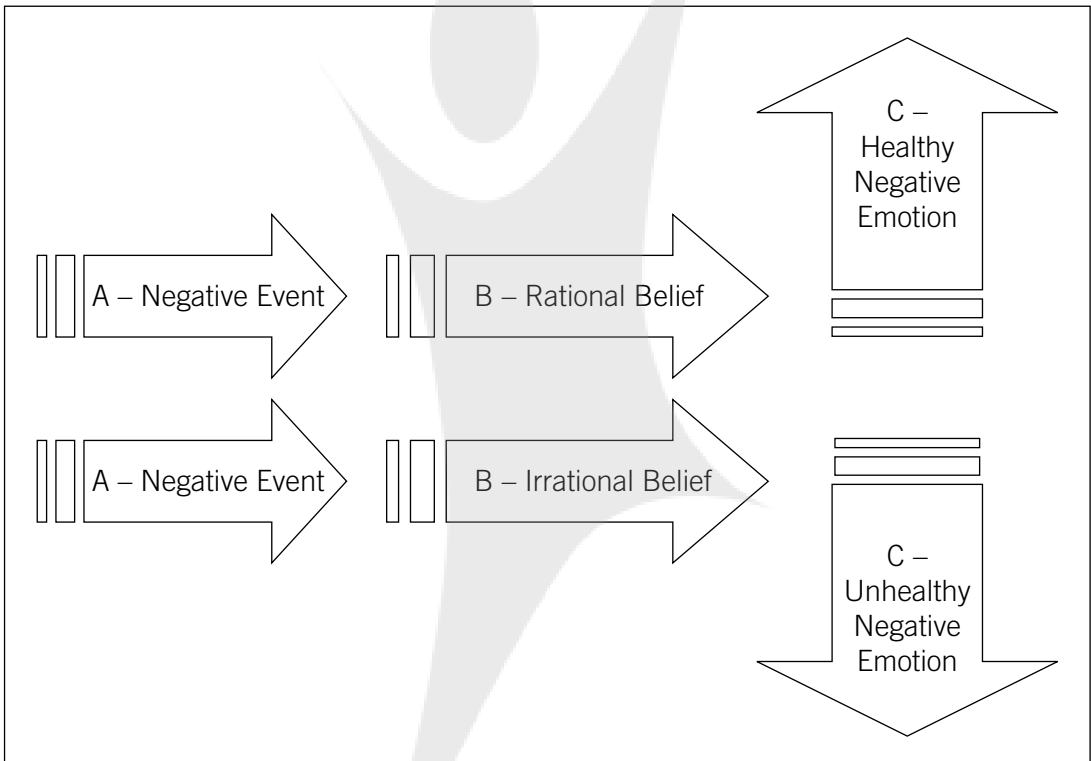 A – Negative Event
B – Rational Belief
C –
Healthy
Negative
Emotion
A – Negative Event
B – Irrational Belief
C –
Unhealthy
Negative
Emotion